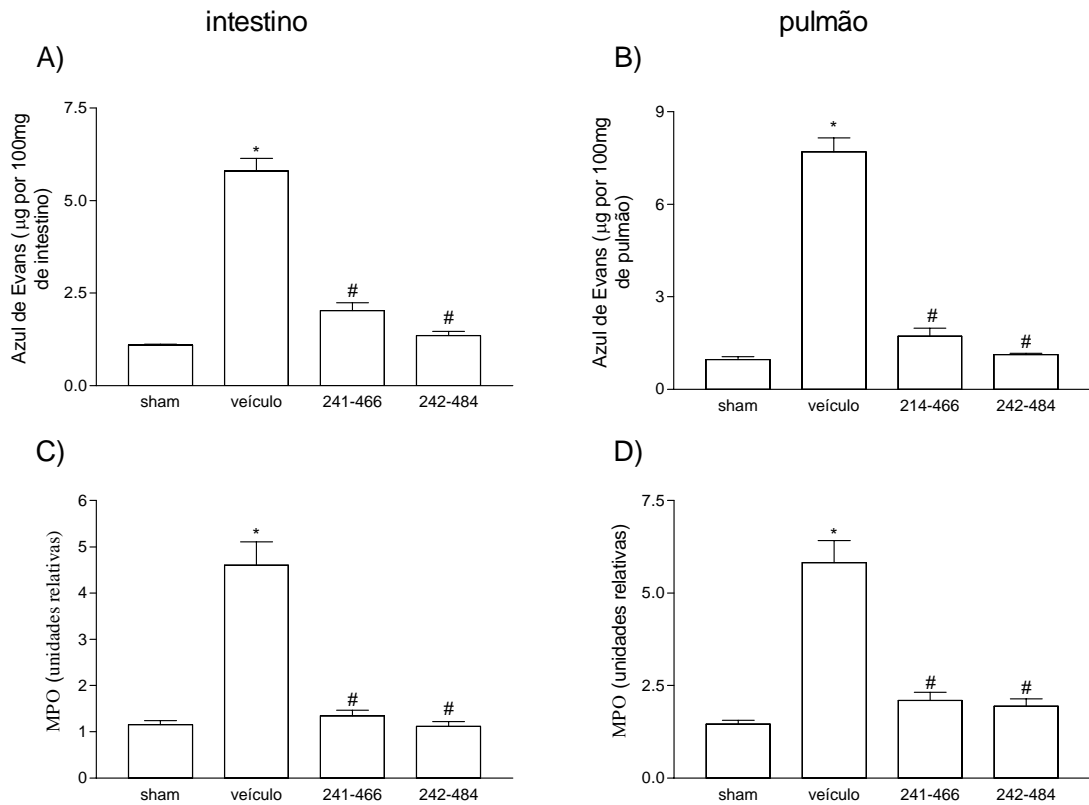 intestino
pulmão
A)
Azul de Evans (μg por 100mg
de intestino)
7.5
5.0
2.5
0.0
*
#
#
sham veículo 241-466 242-484
B)
Azul de Evans (μg por 100mg
de pulmão)
9
6
3
0
*
#
#
sham veículo 214-466 242-484
C)
MPO (unidades relativas)
6
5
4
3
2
1
0
*
#
#
sham veículo 241-466 242-484
D)
MPO (unidades relativas)
7.5
5.0
2.5
0.0
*
#
#
sham veículo 241-466 242-484